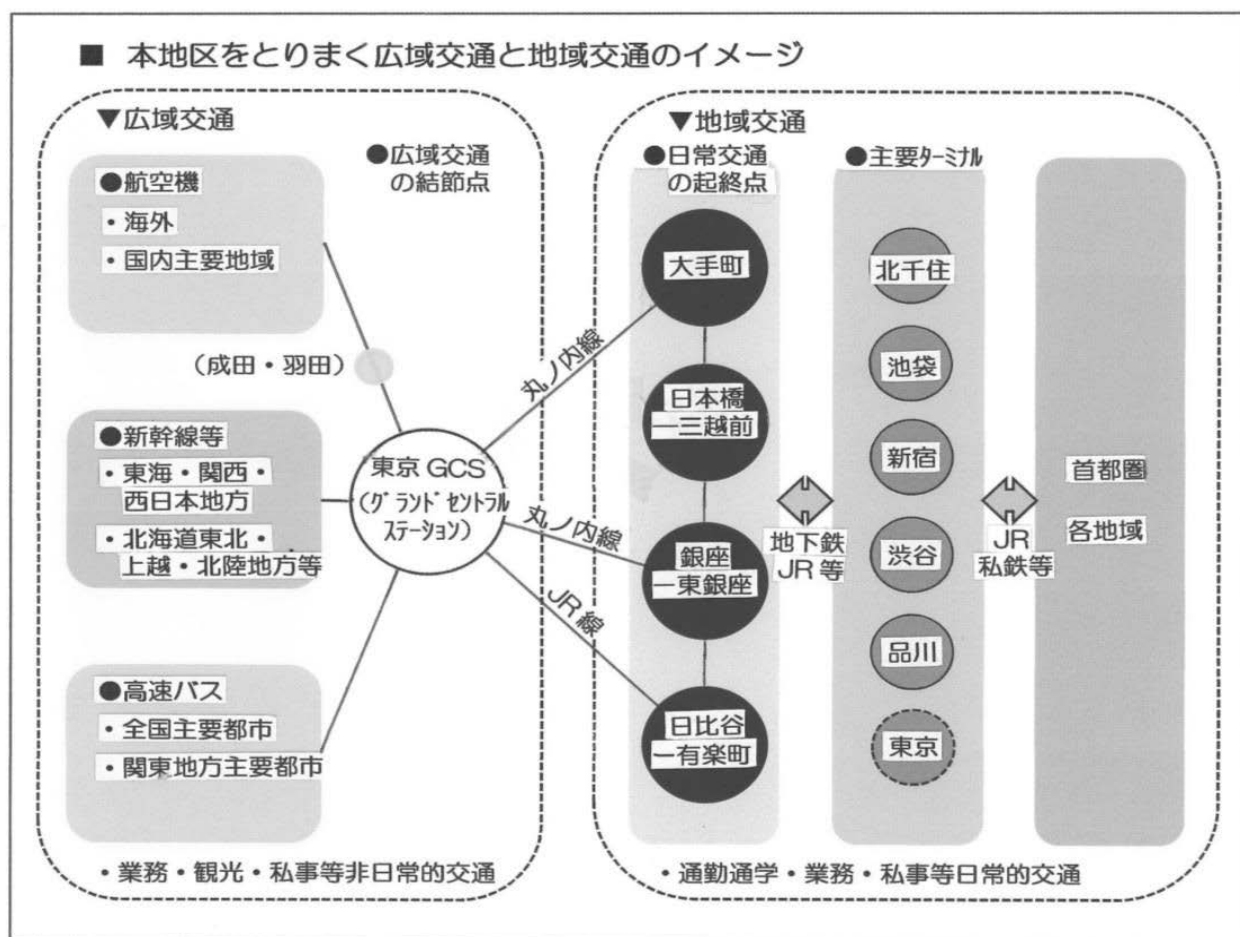 ■ 本地区をとりまく広域交通と地域交通のイメージ
▼広域交通
●広域交通
の結節点
●航空機
・海外
・国内主要地域
(成田・羽田)
●新幹線等
・東海・関西・
西日本地方
・北海道東北・
上越・北陸地方等
●高速バス
・全国主要都市
・関東地方主要都市
東京 GCS
(グランドセントラル
ステーション)
・業務・観光・私事等非日常的交通
丸ノ内線
丸ノ内線
JR線
▼地域交通
●日常交通
の起終点
大手町
日本橋
―三越前
銀座
―東銀座
日比谷
―有楽町
地下鉄
JR等
●主要ターミナル
北千住
池袋
新宿
渋谷
品川
東京
JR
私鉄等
首都圏
各地域
・通勤通学・業務・私事等日常的交通